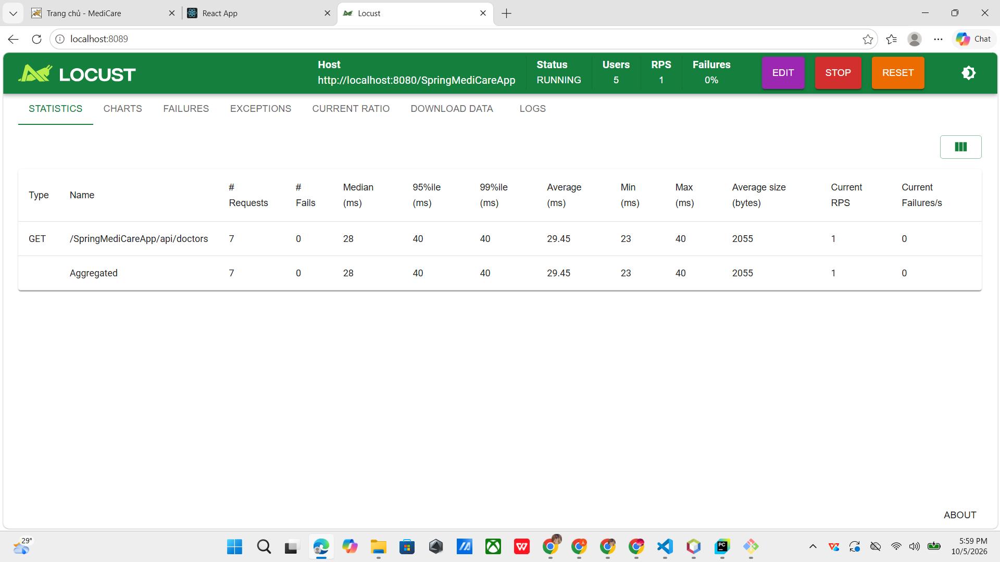 Trang chủ - MediCare
React App
Locust
localhost:8089
Chat
LOCUST
Host
http://localhost:8080/SpringMediCareApp
Status
RUNNING
Users
5
RPS
1
Failures
0%
EDIT
STOP
RESET
STATISTICS
CHARTS
FAILURES
EXCEPTIONS
CURRENT RATIO
DOWNLOAD DATA
LOGS
Type
Name
# Requests
# Fails
Median (ms)
95%ile (ms)
99%ile (ms)
Average (ms)
Min (ms)
Max (ms)
Average size (bytes)
Current RPS
Current Failures/s
GET /SpringMediCareApp/api/doctors 7 0 28 40 40 29.45 23 40 2055 1 0
Aggregated 7 0 28 40 40 29.45 23 40 2055 1 0
ABOUT
29°
A
PC
5:59 PM
10/5/2026